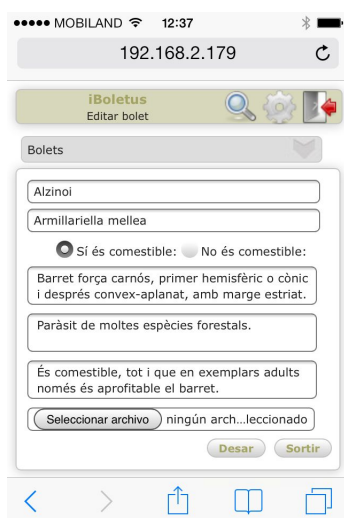 MOBILAND 12:37
192.168.2.179
iBoletus
Editar bolet
Bolets
Alzinoi
Armillariella mellea
Sí és comestible: No és comestible:
Barret força carnós, primer hemisfèric o cònic
i després convex-aplanat, amb marge estriat.
Paràsit de moltes espècies forestals.
És comestible, tot i que en exemplars adults
només és aprofitable el barret.
Seleccionar archivo ningún arch...leccionado
Desar Sortir